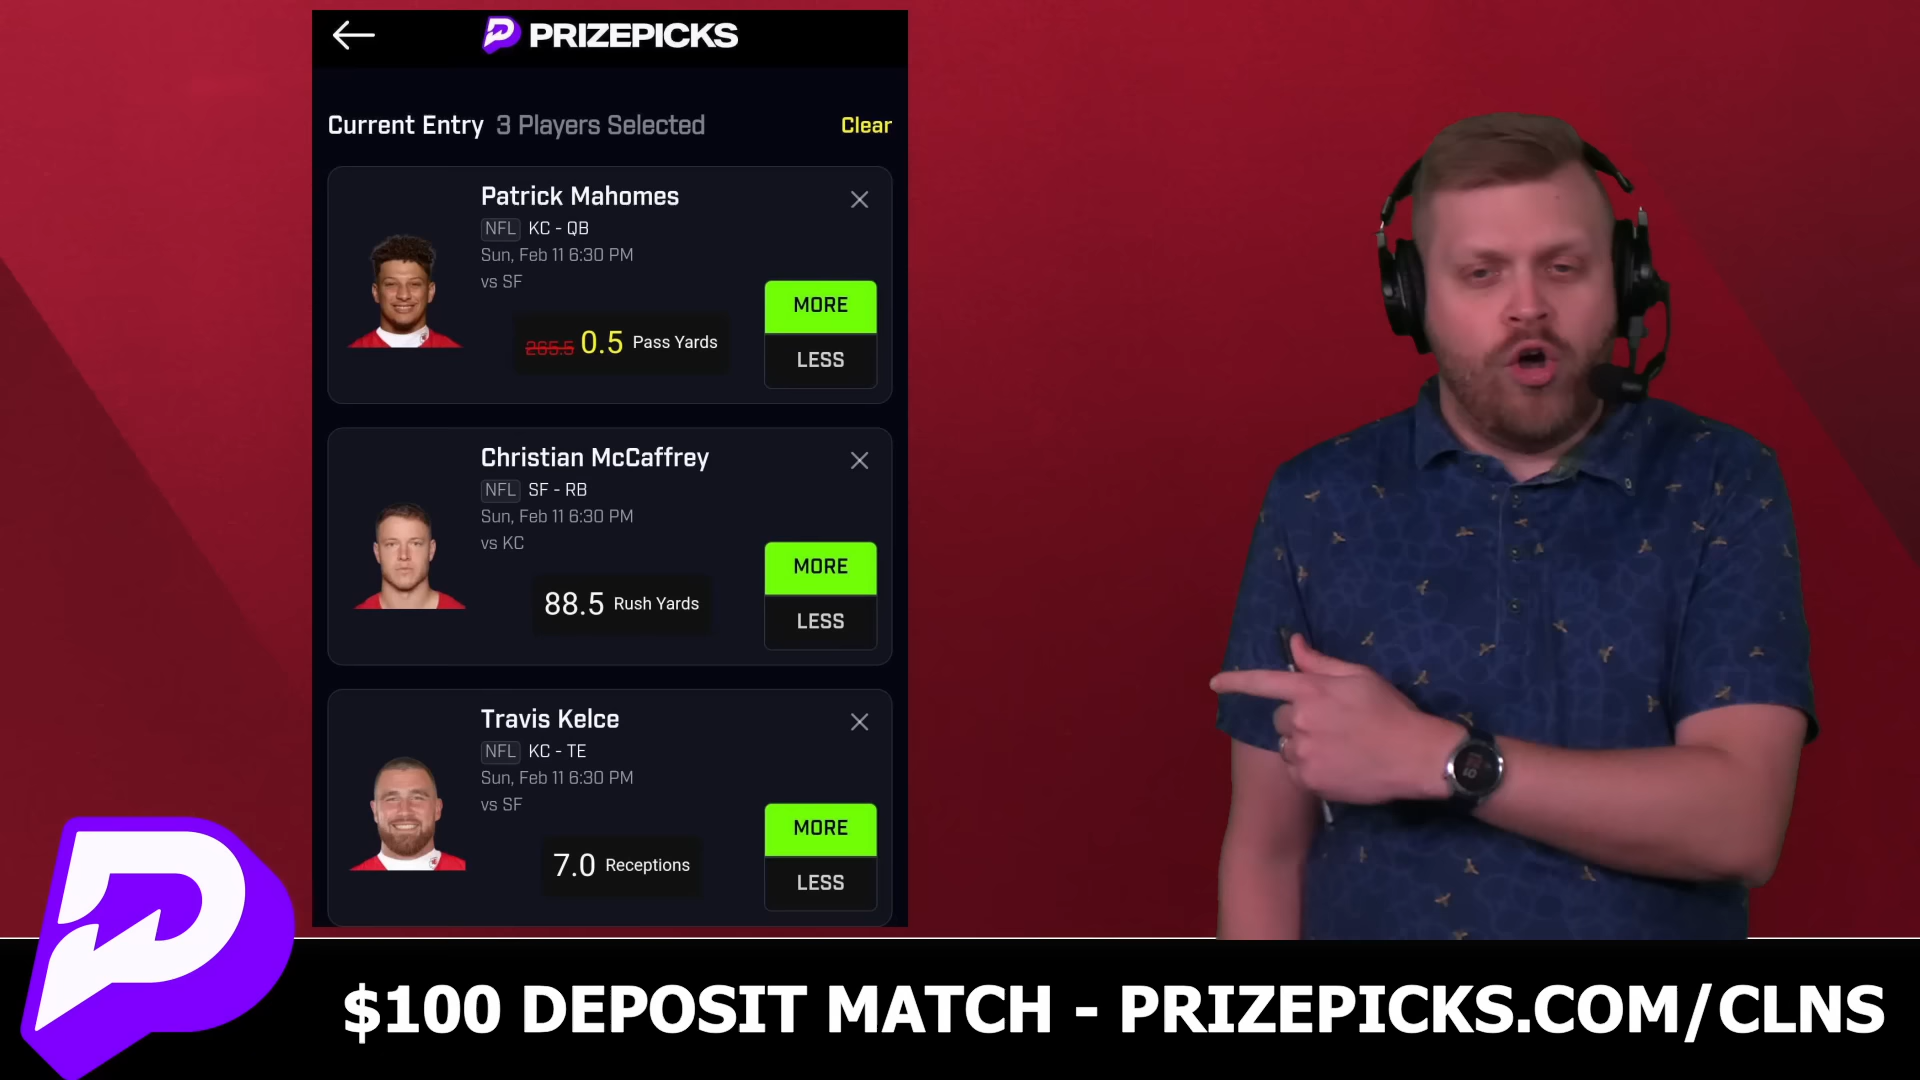 PRIZEPICKS
Current Entry 3 Players Selected Clear
Patrick Mahomes
NFL KC - QB
Sun, Feb 11 6:30 PM
vs SF
MORE
265.5 0.5 Pass Yards
LESS
Christian McCaffrey
NFL SF - RB
Sun, Feb 11 6:30 PM
vs KC
MORE
88.5 Rush Yards
LESS
Travis Kelce
NFL KC - TE
Sun, Feb 11 6:30 PM
vs SF
MORE
7.0 Receptions
LESS
$100 DEPOSIT MATCH - PRIZEPICKS.COM/CLNS